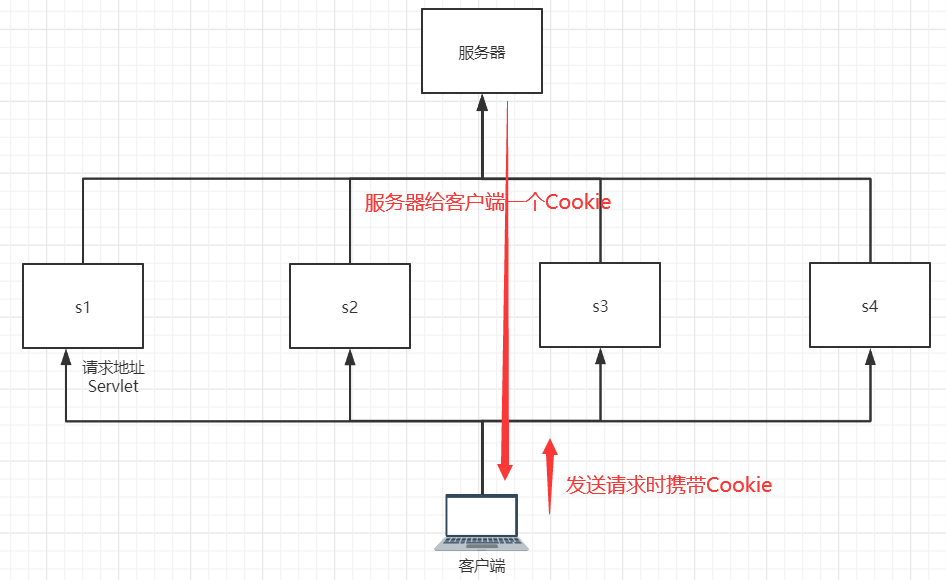 服务器
服务器给客户端一个Cookie
s1
s2
s3
s4
请求地址
Servlet
发送请求时携带Cookie
客户端